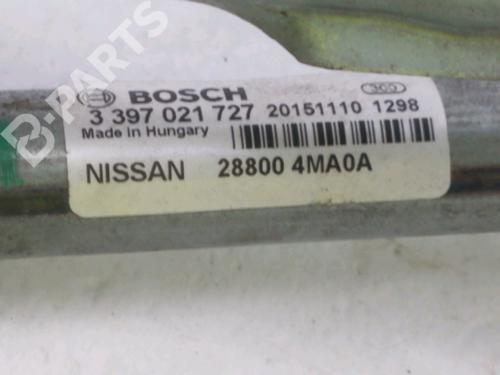 B-PARTS
BOSCH
3 397 021 727 20151110 1298
Made in Hungary
NISSAN 28800 4MA0A